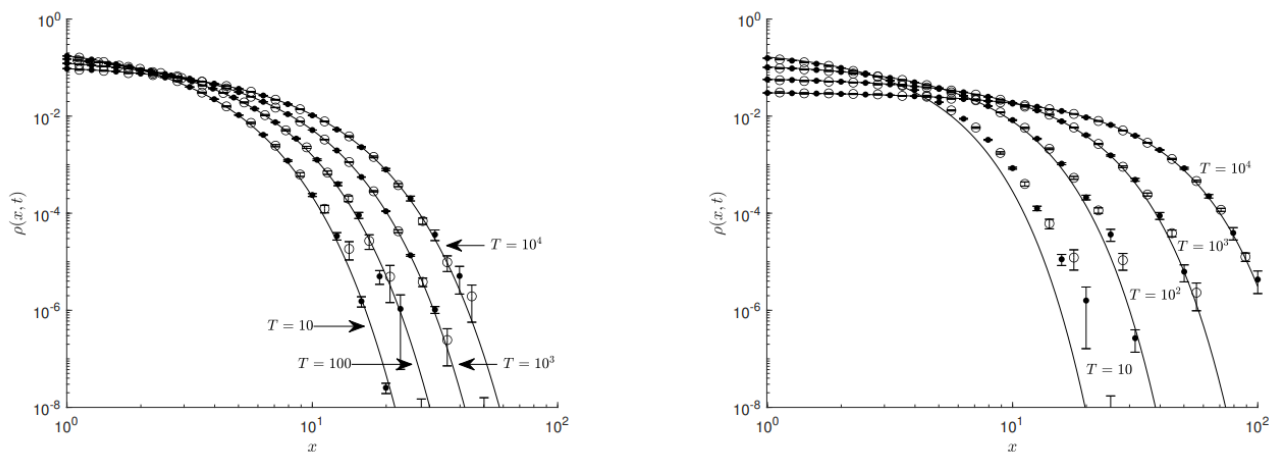 10^0
10^-2
10^-4
10^-6
10^-8
ρ(x, t)
T = 10^4
T = 10
T = 100
T = 10^3
10^0
10^1
10^2
x
10^0
10^-2
10^-4
10^-6
10^-8
ρ(x, t)
T = 10^4
T = 10^3
T = 10^2
T = 10
10^0
10^1
10^2
x